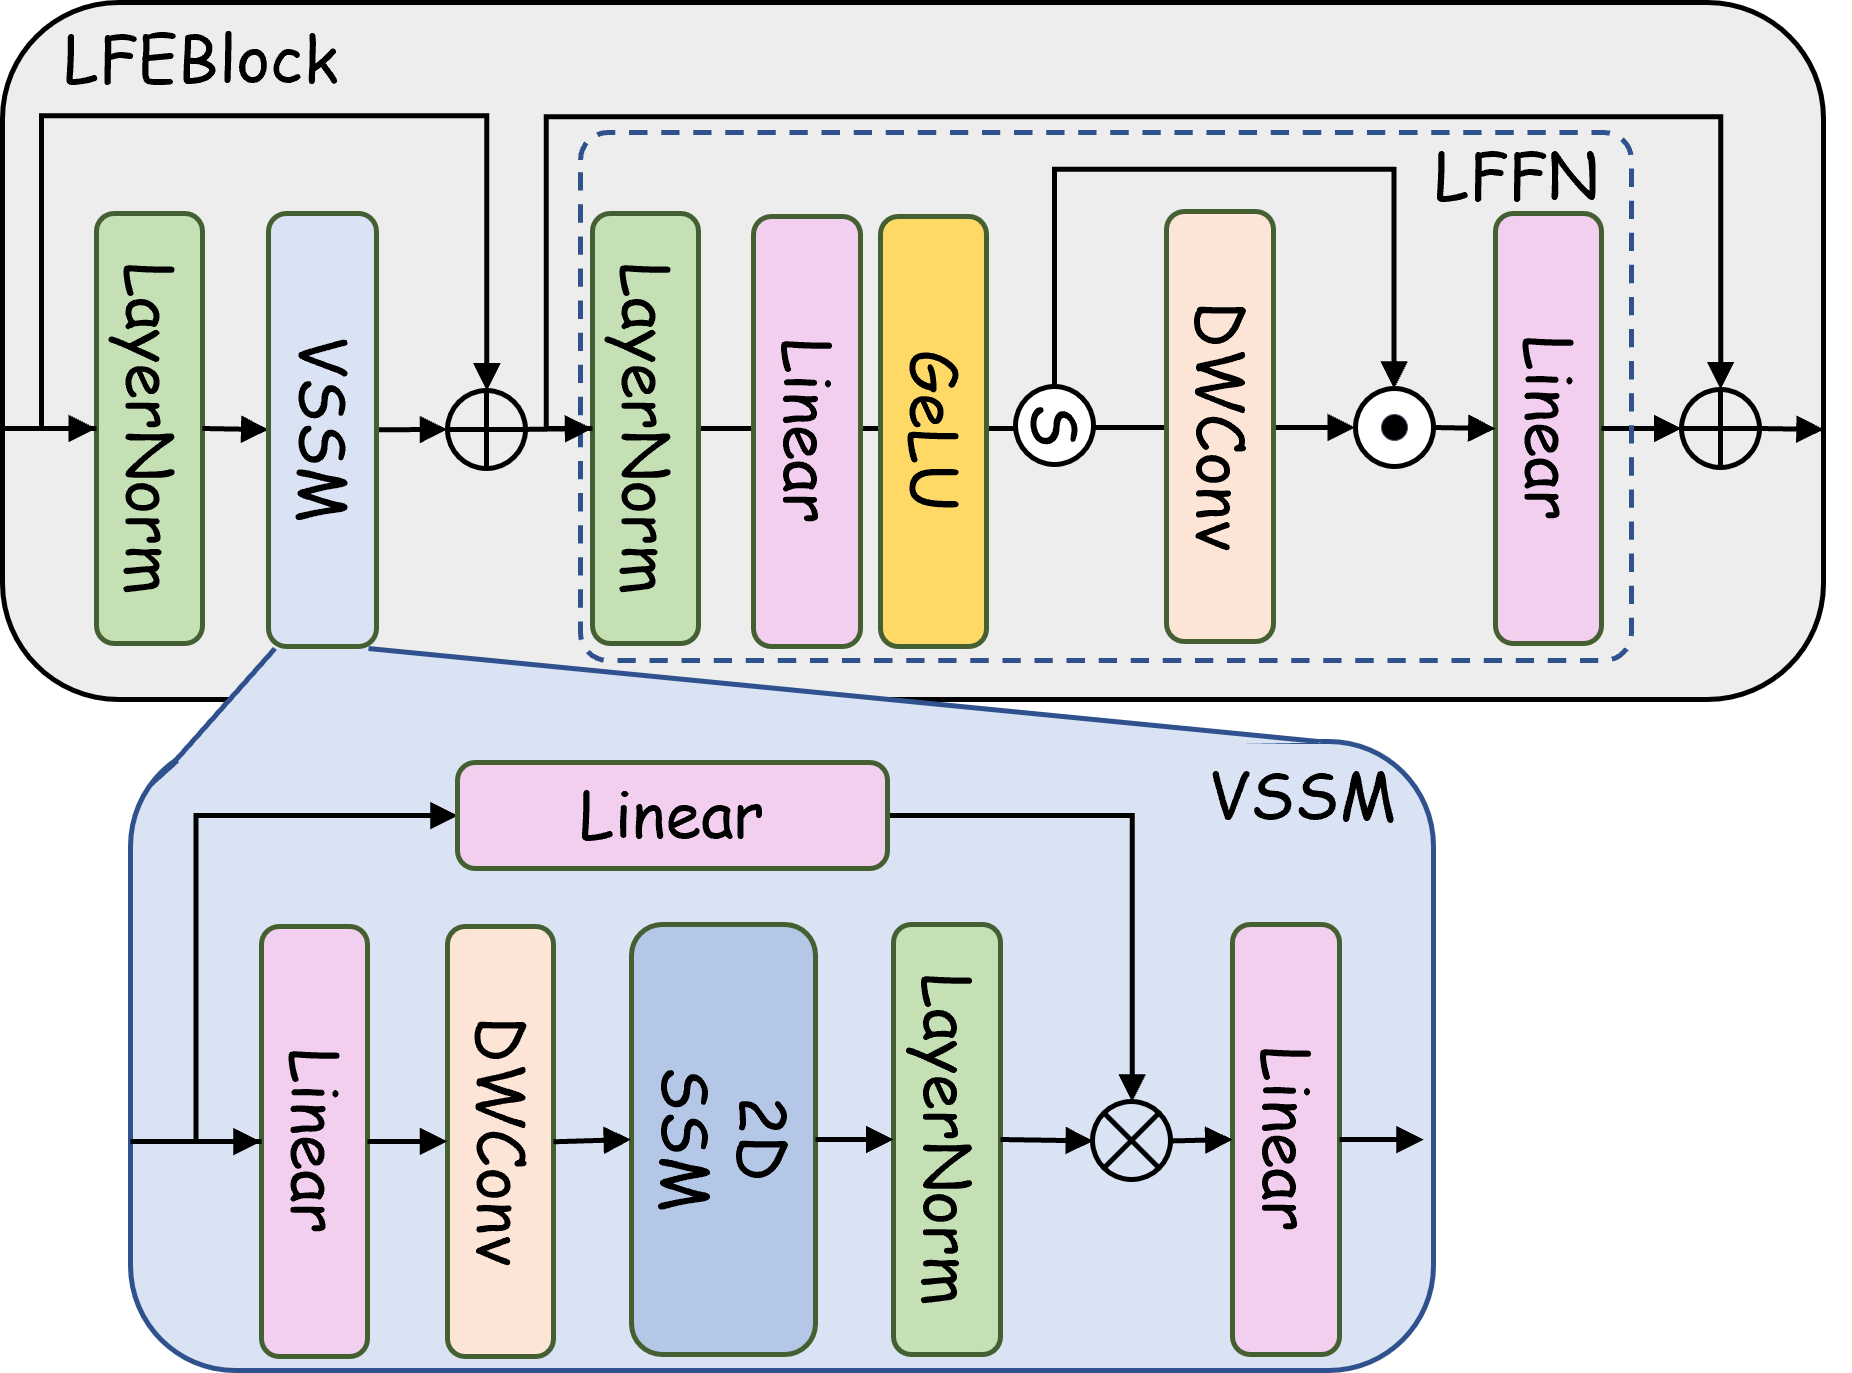 LFEBlock
LFFN
LayerNorm
VSSM
LayerNorm
Linear
GeLU
S
DWConv
Linear
VSSM
Linear
Linear
DWConv
2D
SSM
LayerNorm
Linear